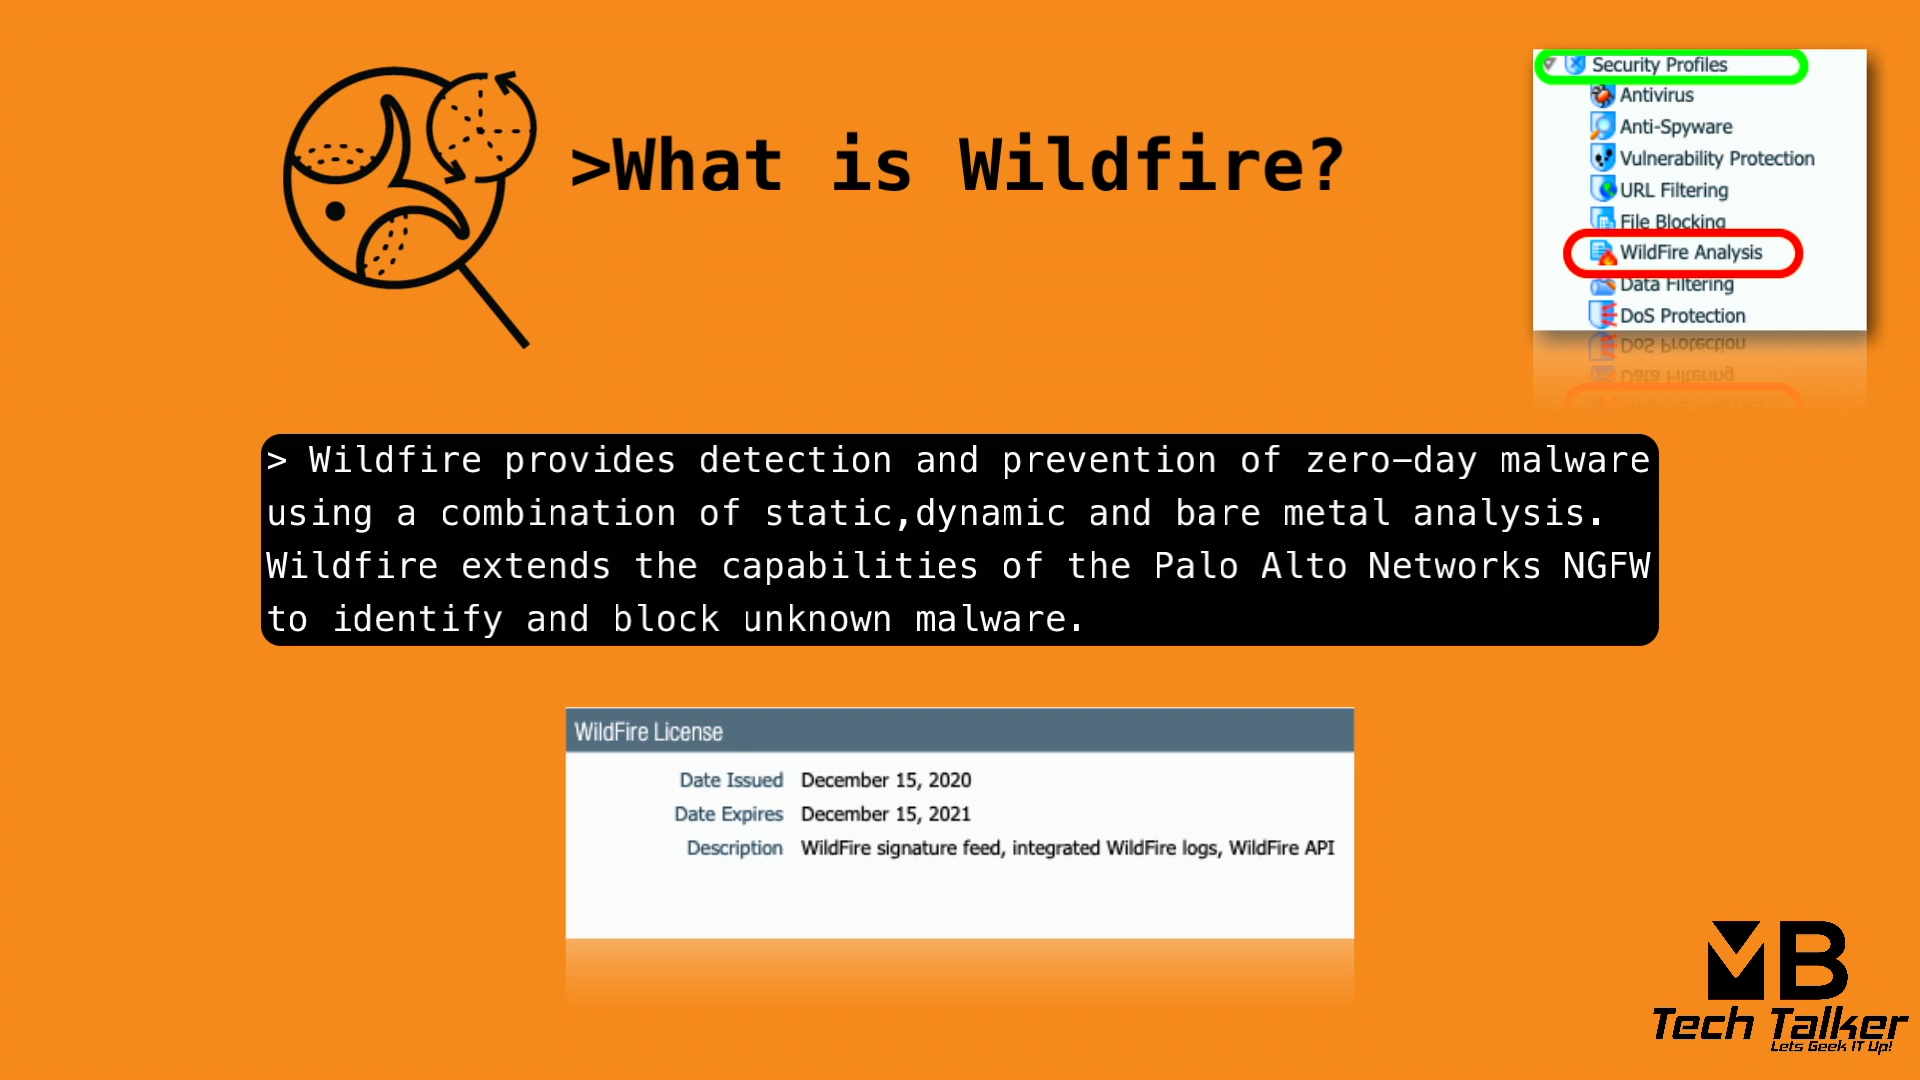 >What is Wildfire?
Security Profiles
Antivirus
Anti-Spyware
Vulnerability Protection
URL Filtering
File Blocking
WildFire Analysis
Data Filtering
DoS Protection
DoS Protection
Data Filtering
> Wildfire provides detection and prevention of zero-day malware
using a combination of static,dynamic and bare metal analysis.
Wildfire extends the capabilities of the Palo Alto Networks NGFW
to identify and block unknown malware.
WildFire License
Date Issued December 15, 2020
Date Expires December 15, 2021
Description WildFire signature feed, integrated WildFire logs, WildFire API
MB
Tech Talker
Lets Geek IT Up!